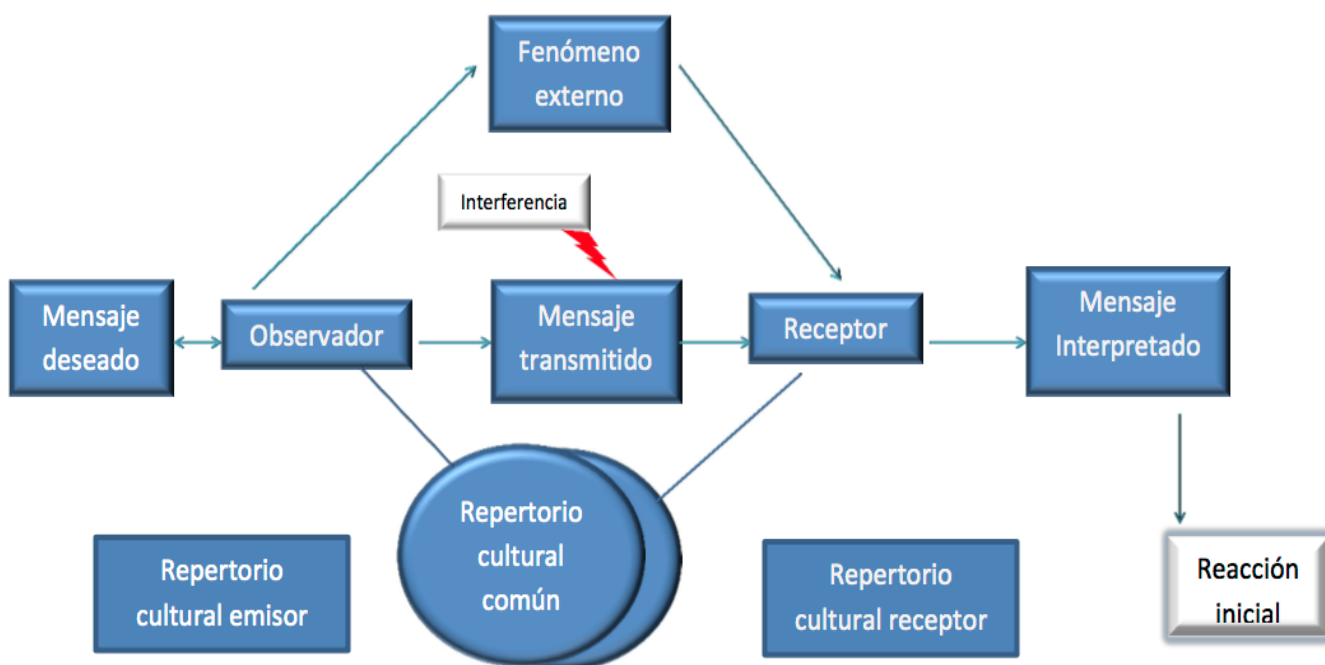 Fenómeno
externo
Interferencia
Mensaje
deseado
Observador
Mensaje
transmitido
Receptor
Mensaje
Interpretado
Repertorio
cultural
común
Repertorio
cultural emisor
Repertorio
cultural receptor
Reacción
inicial